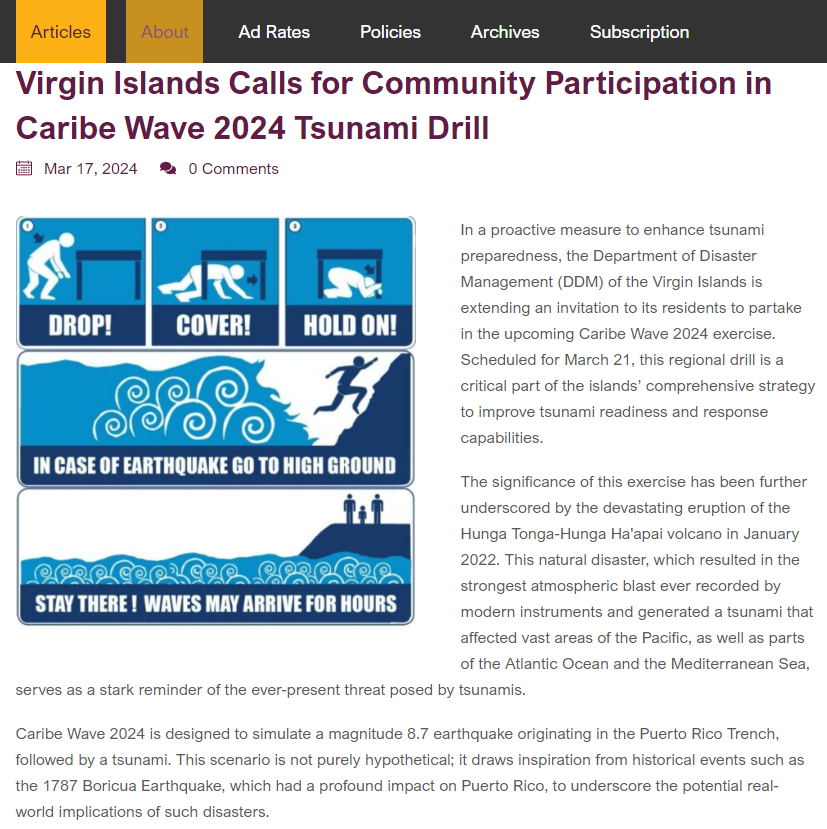 Articles About Ad Rates Policies Archives Subscription
Virgin Islands Calls for Community Participation in
Caribe Wave 2024 Tsunami Drill
Mar 17, 2024 0 Comments
1 2 3
DROP! COVER! HOLD ON!
IN CASE OF EARTHQUAKE GO TO HIGH GROUND
STAY THERE! WAVES MAY ARRIVE FOR HOURS
In a proactive measure to enhance tsunami
preparedness, the Department of Disaster
Management (DDM) of the Virgin Islands is
extending an invitation to its residents to partake
in the upcoming Caribe Wave 2024 exercise.
Scheduled for March 21, this regional drill is a
critical part of the islands’ comprehensive strategy
to improve tsunami readiness and response
capabilities.
The significance of this exercise has been further
underscored by the devastating eruption of the
Hunga Tonga-Hunga Ha'apai volcano in January
2022. This natural disaster, which resulted in the
strongest atmospheric blast ever recorded by
modern instruments and generated a tsunami that
affected vast areas of the Pacific, as well as parts
of the Atlantic Ocean and the Mediterranean Sea,
serves as a stark reminder of the ever-present threat posed by tsunamis.
Caribe Wave 2024 is designed to simulate a magnitude 8.7 earthquake originating in the Puerto Rico Trench,
followed by a tsunami. This scenario is not purely hypothetical; it draws inspiration from historical events such as
the 1787 Boricua Earthquake, which had a profound impact on Puerto Rico, to underscore the potential real-
world implications of such disasters.